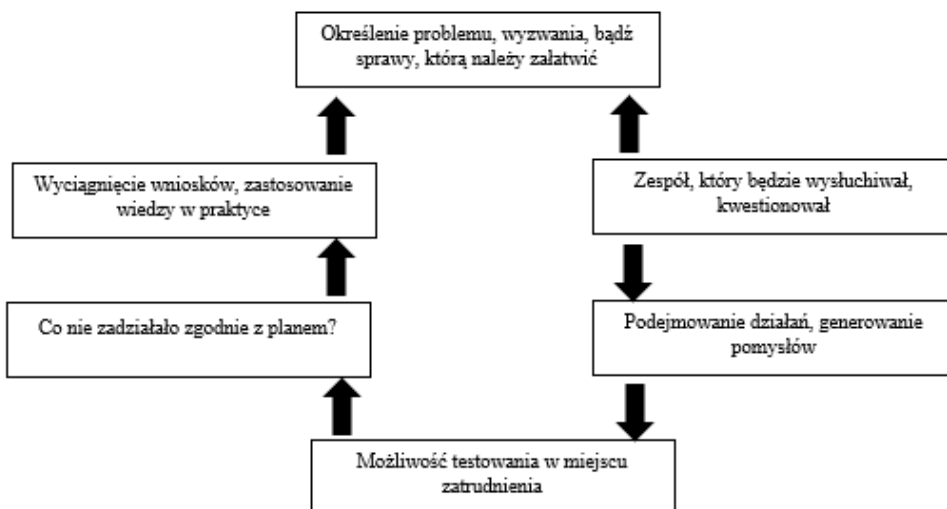 Określenie problemu, wyzwania, bądź
sprawy, którą należy załatwić
Wyciągnięcie wniosków, zastosowanie
wiedzy w praktyce
Zespół, który będzie wysłuchiwał,
kwestionował
Co nie zadziałało zgodnie z planem?
Podejmowanie działań, generowanie
pomysłów
Możliwość testowania w miejscu
zatrudnienia